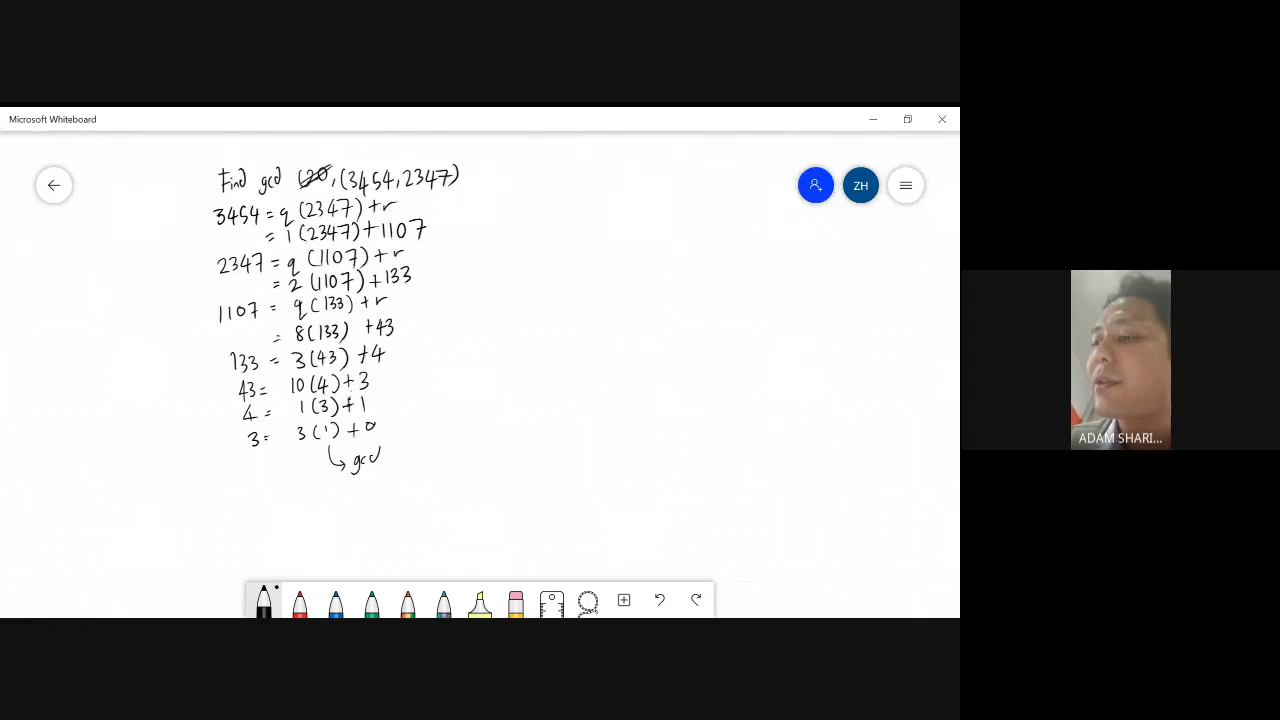 Microsoft Whiteboard
Find gcd (20, (3454, 2347)
3454 = q (2347) + r
= 1 (2347) + 1107
2347 = q (1107) + r
= 2 (1107) + 133
1107 = q (133) + r
= 8 (133) + 43
133 = 3 (43) + 4
43 = 10 (4) + 3
4 = 1 (3) + 1
3 = 3 (1) + 0
↳ gcd
ZH
ADAM SHARI...